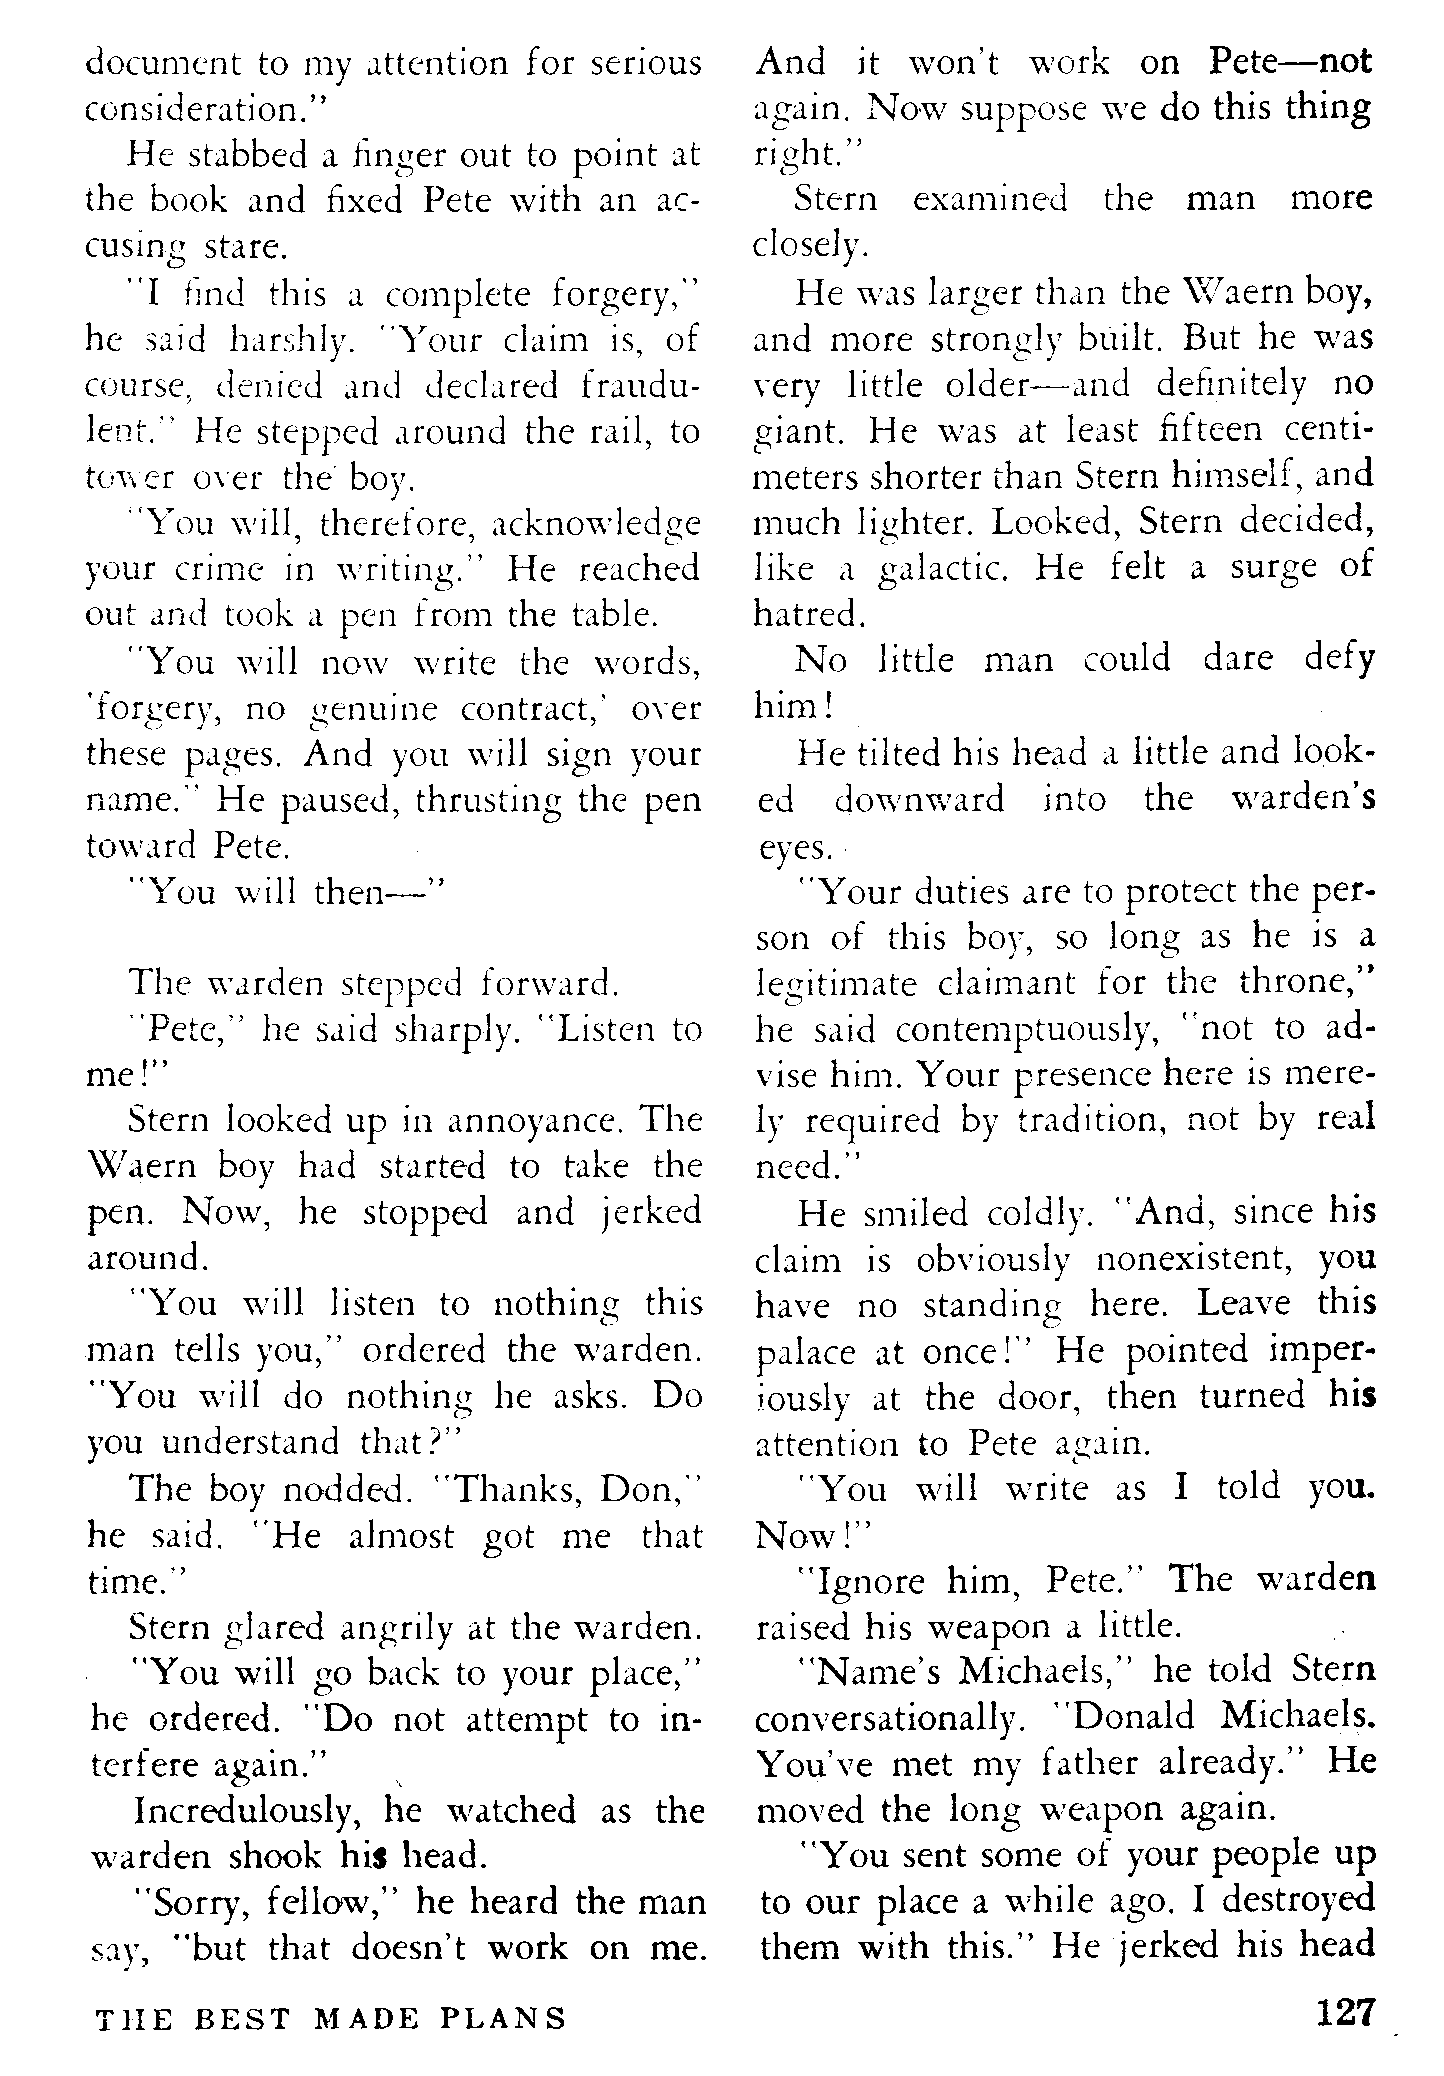 document to my attention for serious
consideration."
He stabbed a finger out to point at
the book and fixed Pete with an ac-
cusing stare.
"I find this a complete forgery,"
he said harshly. "Your claim is, of
course, denied and declared fraudu-
lent." He stepped around the rail, to
tower over the boy.
"You will, therefore, acknowledge
your crime in writing." He reached
out and took a pen from the table.
"You will now write the words,
'forgery, no genuine contract,' over
these pages. And you will sign your
name." He paused, thrusting the pen
toward Pete.
"You will then—"
The warden stepped forward.
"Pete," he said sharply. "Listen to
me!"
Stern looked up in annoyance. The
Waern boy had started to take the
pen. Now, he stopped and jerked
around.
"You will listen to nothing this
man tells you," ordered the warden.
"You will do nothing he asks. Do
you understand that?"
The boy nodded. "Thanks, Don,"
he said. "He almost got me that
time."
Stern glared angrily at the warden.
"You will go back to your place,"
he ordered. "Do not attempt to in-
terfere again."
Incredulously, he watched as the
warden shook his head.
"Sorry, fellow," he heard the man
say, "but that doesn't work on me.
And it won't work on Pete—not
again. Now suppose we do this thing
right."
Stern examined the man more
closely.
He was larger than the Waern boy,
and more strongly built. But he was
very little older—and definitely no
giant. He was at least fifteen centi-
meters shorter than Stern himself, and
much lighter. Looked, Stern decided,
like a galactic. He felt a surge of
hatred.
No little man could dare defy
him!
He tilted his head a little and look-
ed downward into the warden's
eyes.
"Your duties are to protect the per-
son of this boy, so long as he is a
legitimate claimant for the throne,"
he said contemptuously, "not to ad-
vise him. Your presence here is mere-
ly required by tradition, not by real
need."
He smiled coldly. "And, since his
claim is obviously nonexistent, you
have no standing here. Leave this
palace at once!" He pointed imper-
iously at the door, then turned his
attention to Pete again.
"You will write as I told you.
Now!"
"Ignore him, Pete." The warden
raised his weapon a little.
"Name's Michaels," he told Stern
conversationally. "Donald Michaels.
You've met my father already." He
moved the long weapon again.
"You sent some of your people up
to our place a while ago. I destroyed
them with this." He jerked his head
THE BEST MADE PLANS
127